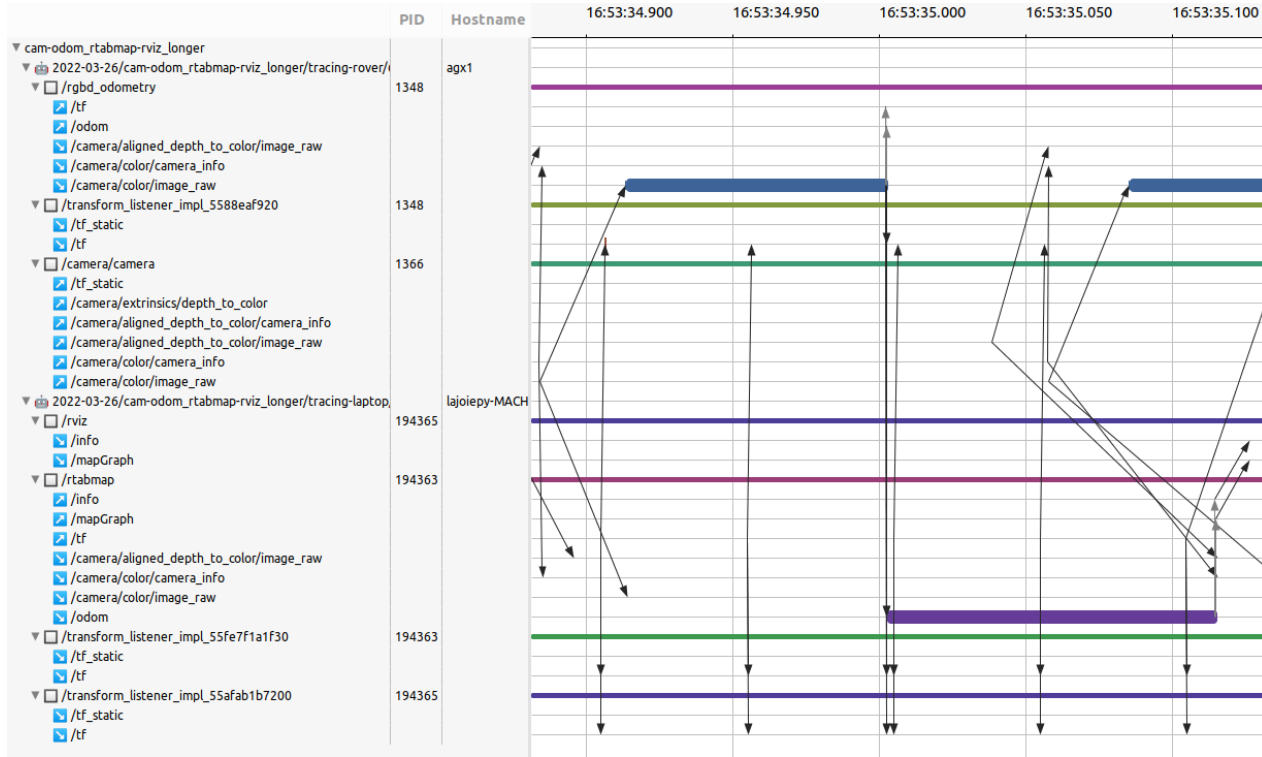 PID Hostname 16:53:34.900 16:53:34.950 16:53:35.000 16:53:35.050 16:53:35.100
cam-odom_rtabmap-rviz_longer
2022-03-26/cam-odom_rtabmap-rviz_longer/tracing-rover/ agx1
/rgbd_odometry 1348
/tf
/odom
/camera/aligned_depth_to_color/image_raw
/camera/color/camera_info
/camera/color/image_raw
/transform_listener_impl_5588eaf920 1348
/tf_static
/tf
/camera/camera 1366
/tf_static
/camera/extrinsics/depth_to_color
/camera/aligned_depth_to_color/camera_info
/camera/aligned_depth_to_color/image_raw
/camera/color/camera_info
/camera/color/image_raw
2022-03-26/cam-odom_rtabmap-rviz_longer/tracing-laptop, lajoiepy-MACH
/rviz 194365
/info
/mapGraph
/rtabmap 194363
/info
/mapGraph
/tf
/camera/aligned_depth_to_color/image_raw
/camera/color/camera_info
/camera/color/image_raw
/odom
/transform_listener_impl_55fe7f1a1f30 194363
/tf_static
/tf
/transform_listener_impl_55afab1b7200 194365
/tf_static
/tf